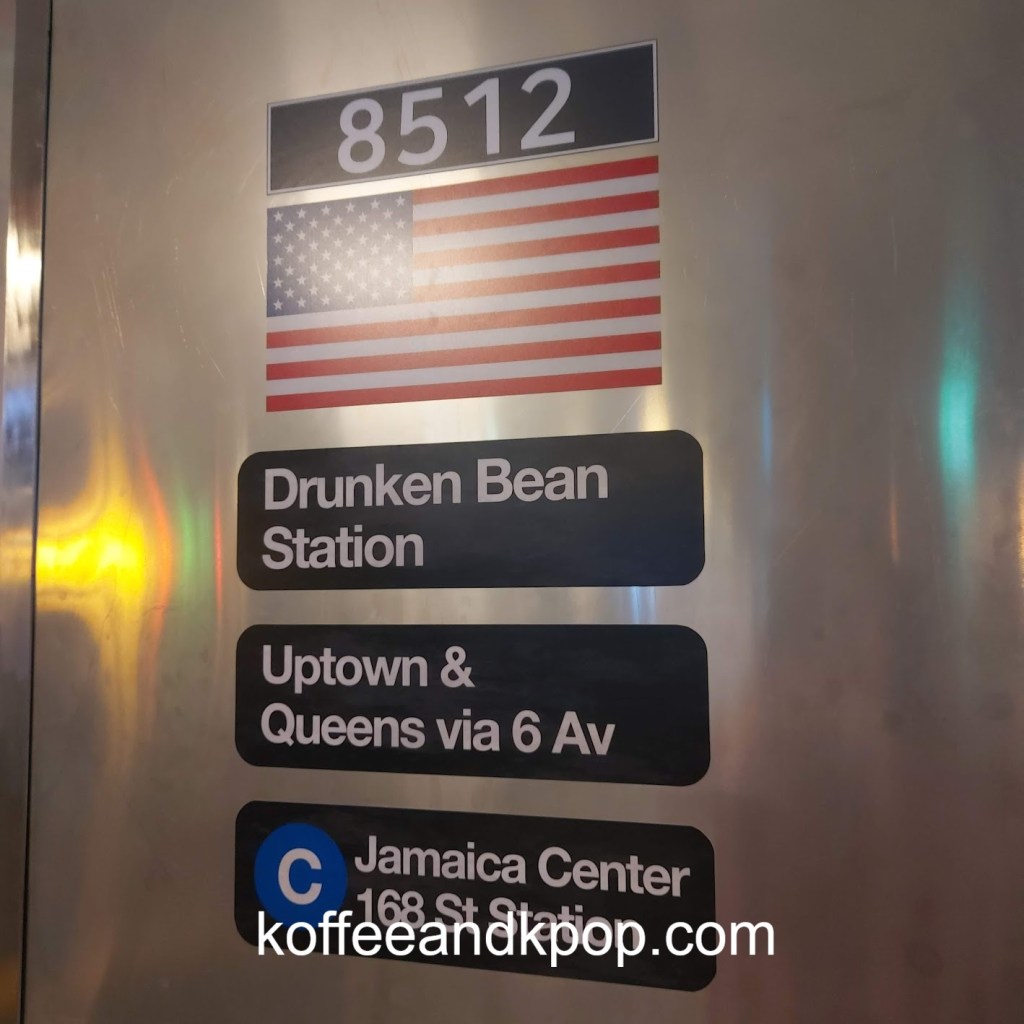 8512
Drunken Bean
Station
Uptown &
Queens via 6 Av
C Jamaica Center
168 St Station
koffeeandkpop.com